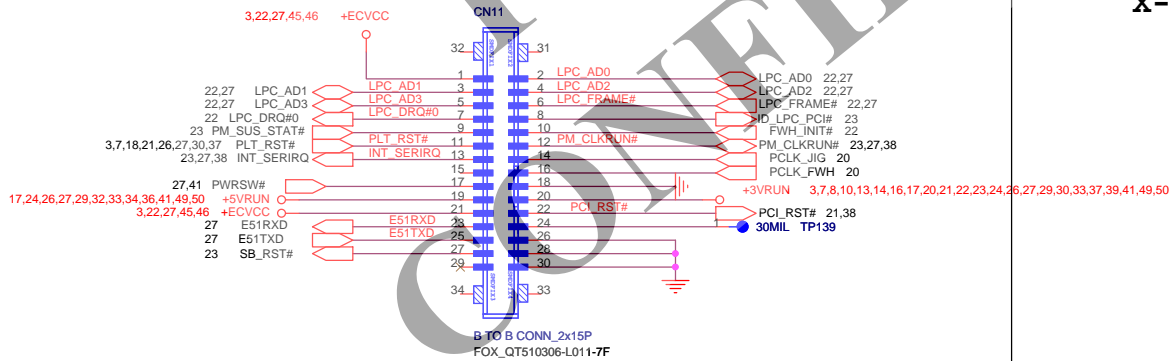 CN11
X-
3,22,27,45,46 +ECVCC
32 31
SHDPIX1 SHDPIX2
1 2 LPC_AD0 LPC_AD0 22,27
22,27 LPC_AD1 LPC_AD1 3 4 LPC_AD2 LPC_AD2 22,27
22,27 LPC_AD3 LPC_AD3 5 6 LPC_FRAME# LPC_FRAME# 22,27
22 LPC_DRQ#0 LPC_DRQ#0 7 8 ID_LPC_PCI# 23
23 PM_SUS_STAT# 9 10 FWH_INIT# 22
3,7,18,21,26,27,30,37 PLT_RST# PLT_RST# 11 12 PM_CLKRUN# PM_CLKRUN# 23,27,38
23,27,38 INT_SERIRQ INT_SERIRQ 13 14 PCLK_JIG 20
15 16 PCLK_FWH 20
27,41 PWRSW# 17 18
17,24,26,27,29,32,33,34,36,41,49,50 +5VRUN 19 20 +3VRUN 3,7,8,10,13,14,16,17,20,21,22,23,24,26,27,29,30,33,37,39,41,49,50
3,22,27,45,46 +ECVCC 21 22 PCI_RST# PCI_RST# 21,38
27 E51RXD E51RXD 23 24 1 30MIL TP139
27 E51TXD E51TXD 25 26
23 SB_RST# 27 28
29 30
SHDPIX3 SHDPIX4
34 33
B TO B CONN_2x15P
FOX_QT510306-L011-7F